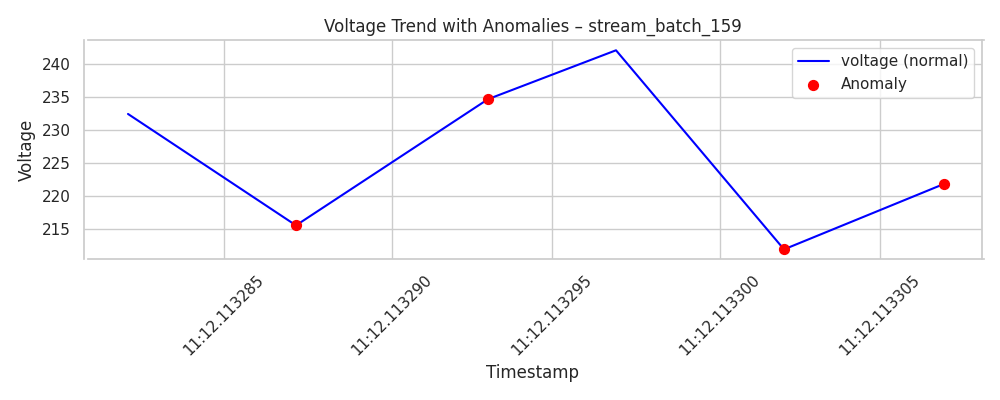 Voltage Trend with Anomalies – stream_batch_159
voltage (normal)
Anomaly
Voltage
240
235
230
225
220
215
11:12.113285
11:12.113290
11:12.113295
11:12.113300
11:12.113305
Timestamp